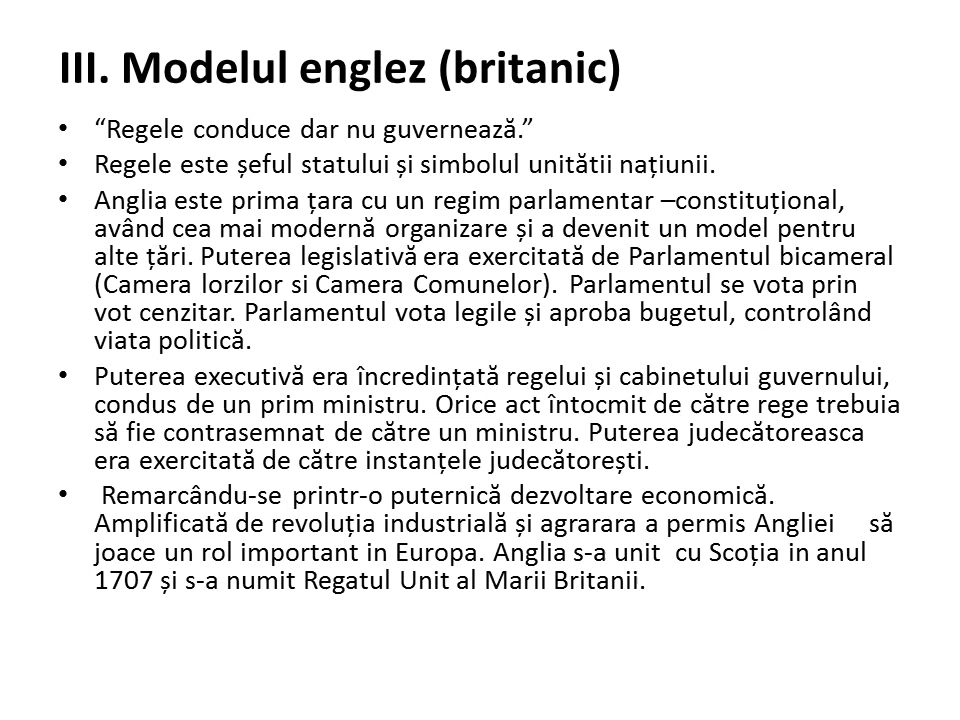 III. Modelul englez (britanic)
• “Regele conduce dar nu guvernează.”
• Regele este șeful statului și simbolul unitătii națiunii.
• Anglia este prima țara cu un regim parlamentar –constituțional,
având cea mai modernă organizare și a devenit un model pentru
alte țări. Puterea legislativă era exercitată de Parlamentul bicameral
(Camera lorzilor si Camera Comunelor). Parlamentul se vota prin
vot cenzitar. Parlamentul vota legile și aproba bugetul, controlând
viata politică.
• Puterea executivă era încredințată regelui și cabinetului guvernului,
condus de un prim ministru. Orice act întocmit de către rege trebuia
să fie contrasemnat de către un ministru. Puterea judecătoreasca
era exercitată de către instanțele judecătorești.
• Remarcându-se printr-o puternică dezvoltare economică.
Amplificată de revoluția industrială și agrarara a permis Angliei să
joace un rol important in Europa. Anglia s-a unit cu Scoția in anul
1707 și s-a numit Regatul Unit al Marii Britanii.